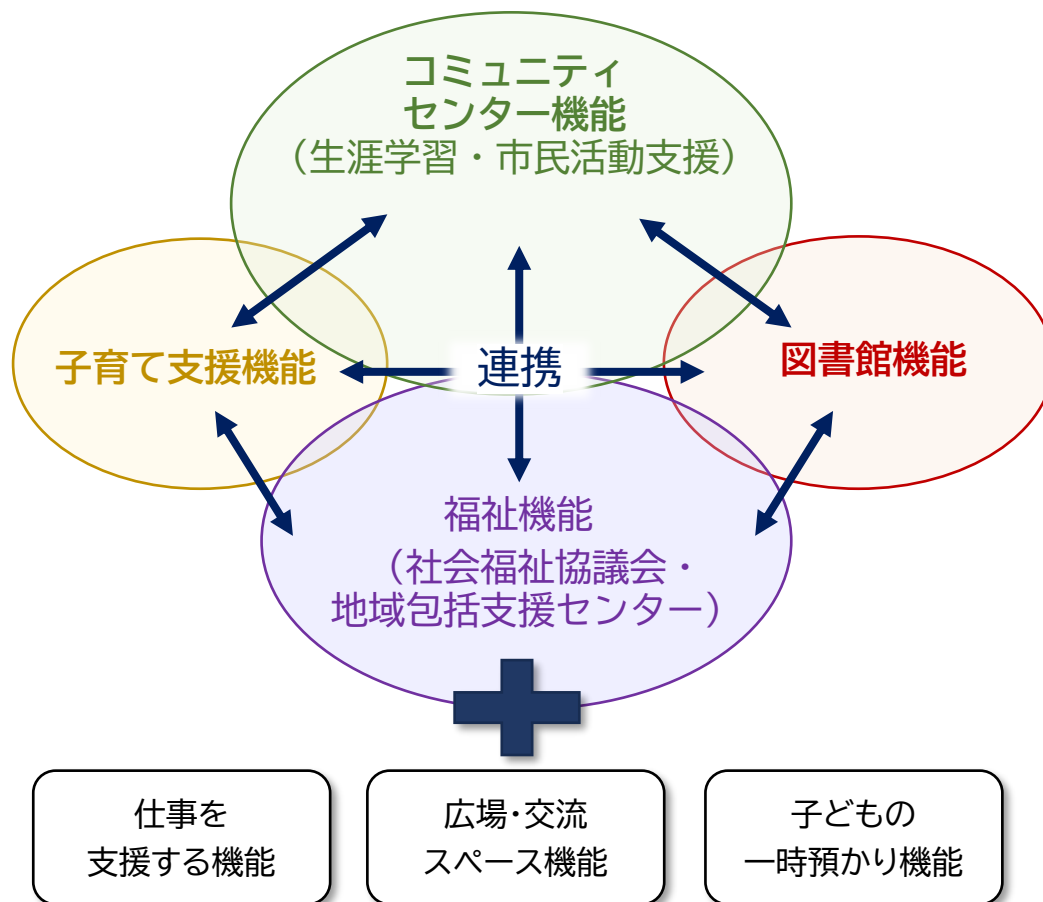 コミュニティ
センター機能
（生涯学習・市民活動支援）
子育て支援機能
連携
図書館機能
福祉機能
（社会福祉協議会・
地域包括支援センター）
仕事を
支援する機能
広場･交流
スペース機能
子どもの
一時預かり機能